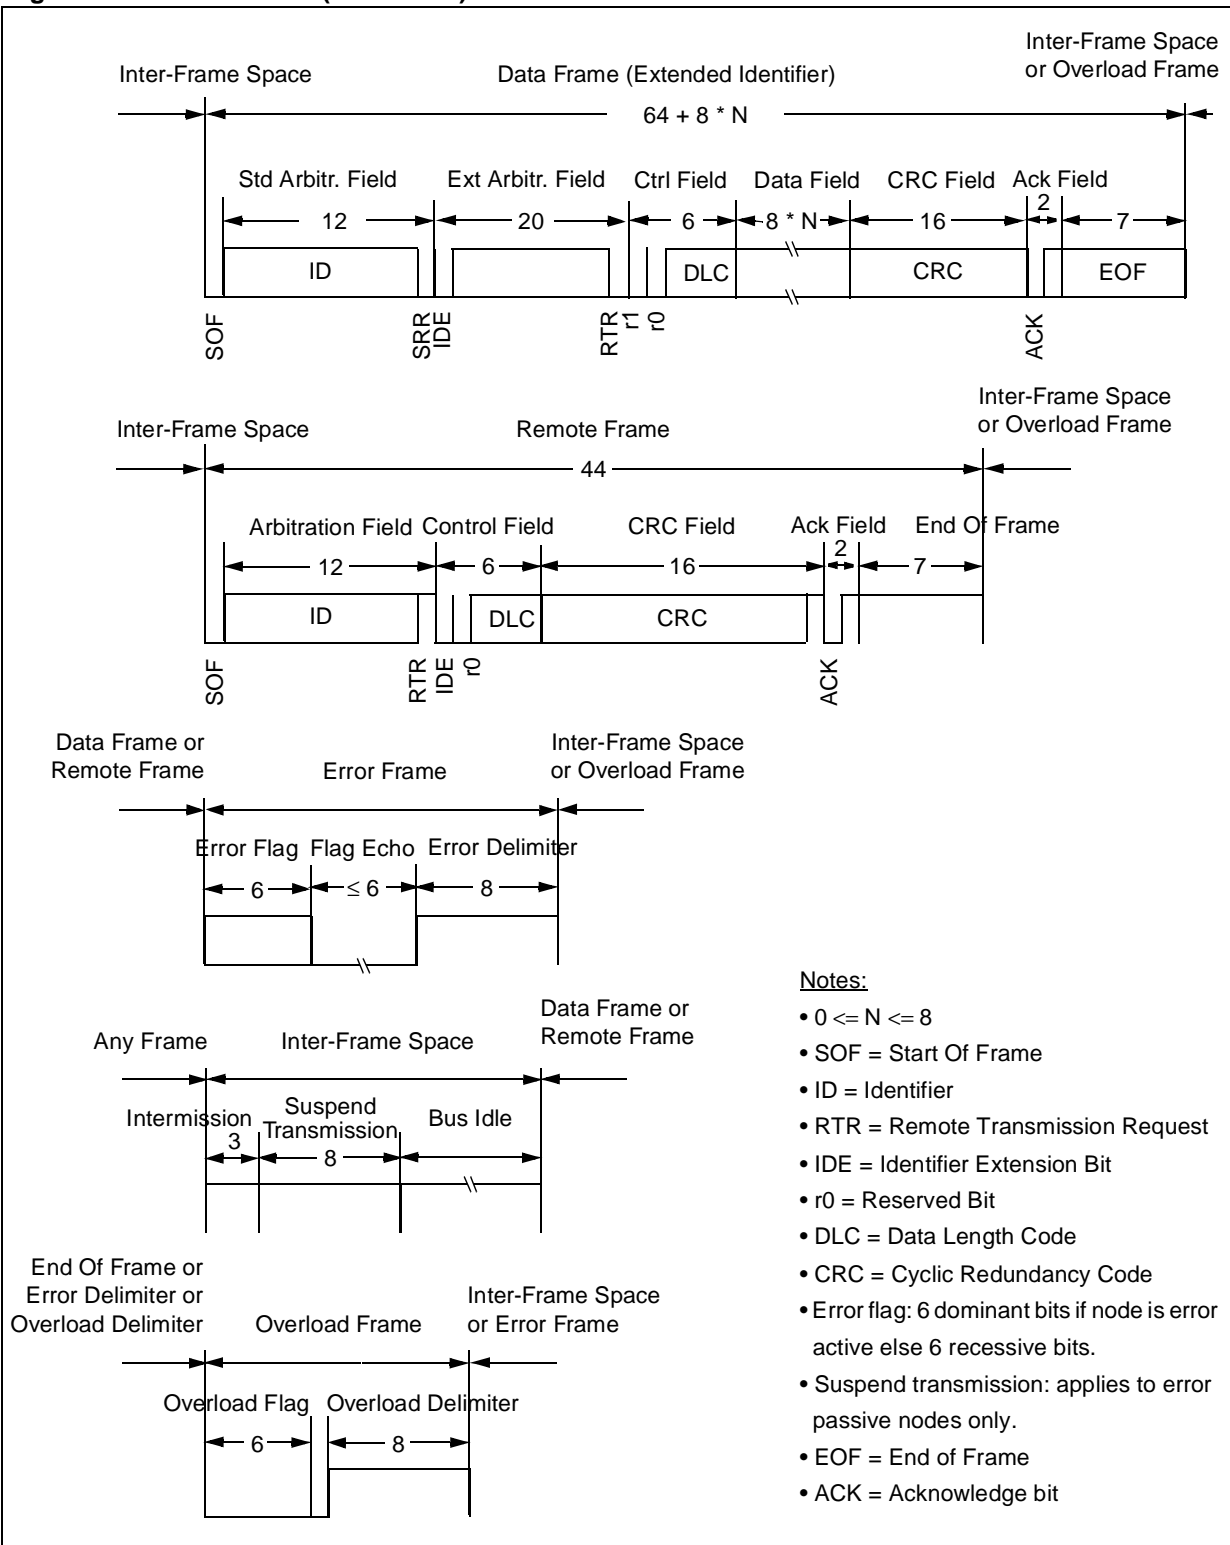 Inter-Frame Space
or Overload Frame
Inter-Frame Space
Data Frame (Extended Identifier)
64 + 8 * N
Std Arbitr. Field
Ext Arbitr. Field
Ctrl Field
Data Field
CRC Field
Ack Field
12
20
6
8 * N
16
2
7
ID
DLC
CRC
EOF
SOF
SRR
IDE
RTR
r1
r0
ACK
Inter-Frame Space
or Overload Frame
Inter-Frame Space
Remote Frame
44
Arbitration Field
Control Field
CRC Field
Ack Field
End Of Frame
12
6
16
2
7
ID
DLC
CRC
SOF
RTR
IDE
r0
ACK
Data Frame or
Remote Frame
Error Frame
Inter-Frame Space
or Overload Frame
Error Flag
Flag Echo
Error Delimiter
6
≤ 6
8
Any Frame
Inter-Frame Space
Data Frame or
Remote Frame
Intermission
Suspend
Transmission
Bus Idle
3
8
End Of Frame or
Error Delimiter or
Overload Delimiter
Overload Frame
Inter-Frame Space
or Error Frame
Overload Flag
Overload Delimiter
6
8
Notes:
• 0 <= N <= 8
• SOF = Start Of Frame
• ID = Identifier
• RTR = Remote Transmission Request
• IDE = Identifier Extension Bit
• r0 = Reserved Bit
• DLC = Data Length Code
• CRC = Cyclic Redundancy Code
• Error flag: 6 dominant bits if node is error
active else 6 recessive bits.
• Suspend transmission: applies to error
passive nodes only.
• EOF = End of Frame
• ACK = Acknowledge bit